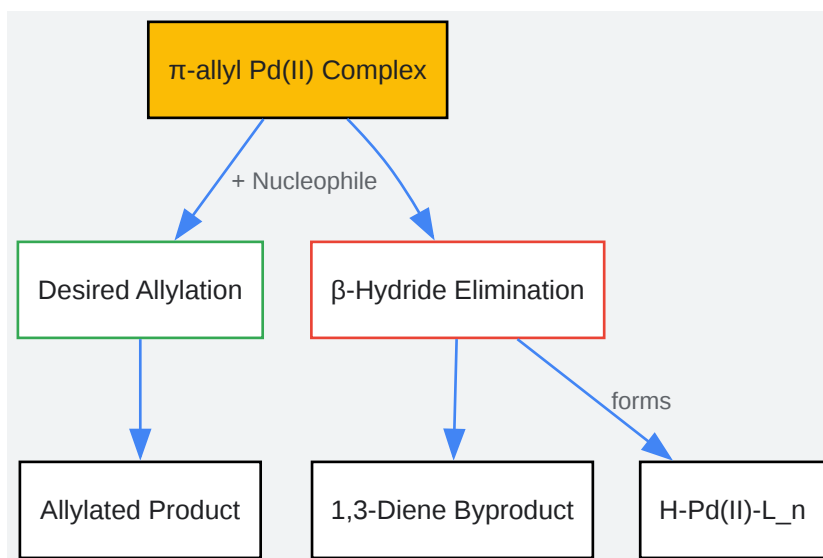 π-allyl Pd(II) Complex
+ Nucleophile
Desired Allylation
β-Hydride Elimination
forms
Allylated Product
1,3-Diene Byproduct
H-Pd(II)-L_n